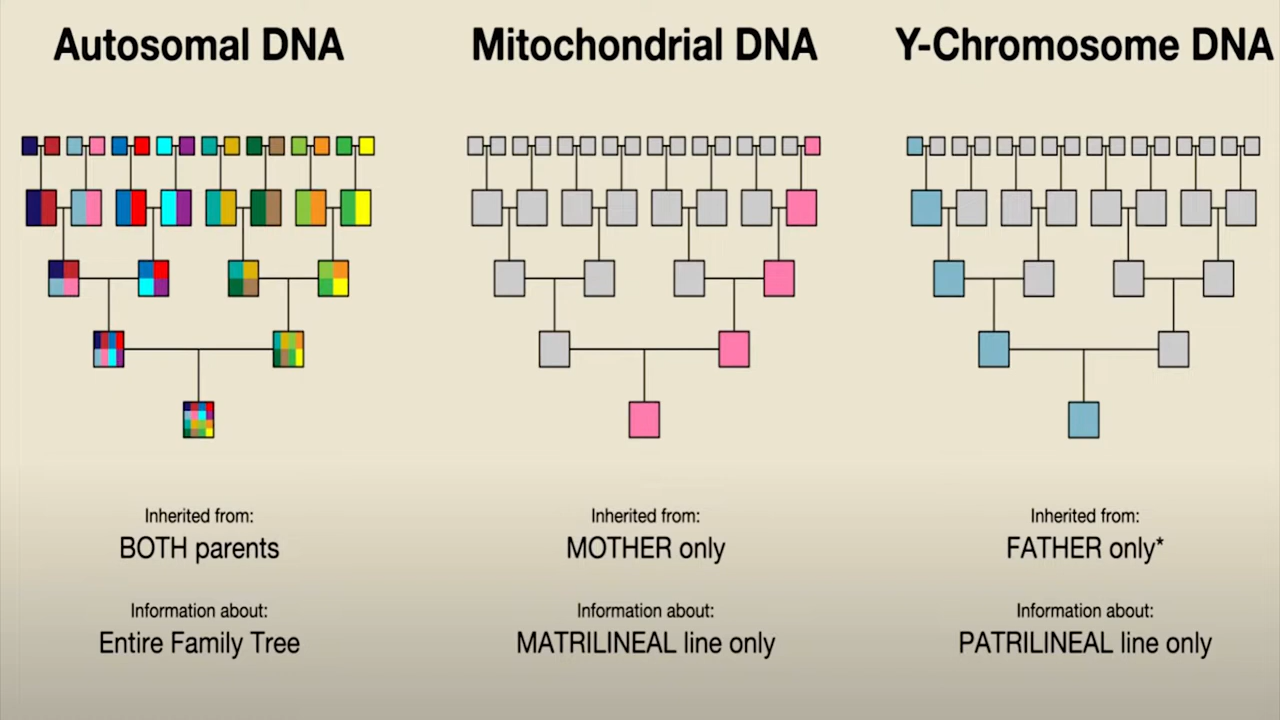 Autosomal DNA
Mitochondrial DNA
Y-Chromosome DNA
Inherited from:
BOTH parents
Information about:
Entire Family Tree
Inherited from:
MOTHER only
Information about:
MATRILINEAL line only
Inherited from:
FATHER only*
Information about:
PATRILINEAL line only